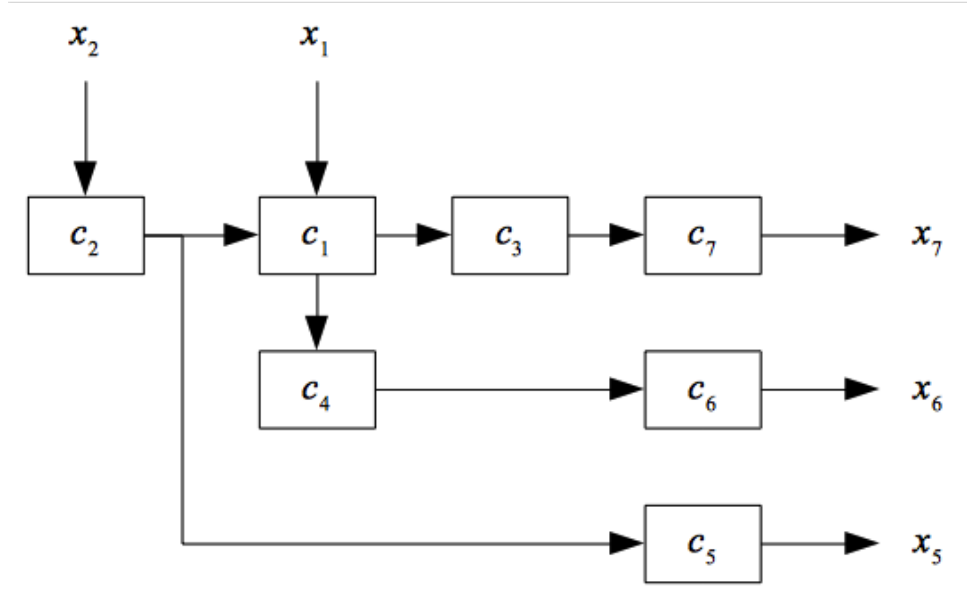 x₂ x₁
c₂ c₁ c₃ c₇ x₇
c₄ c₆ x₆
c₅ x₅